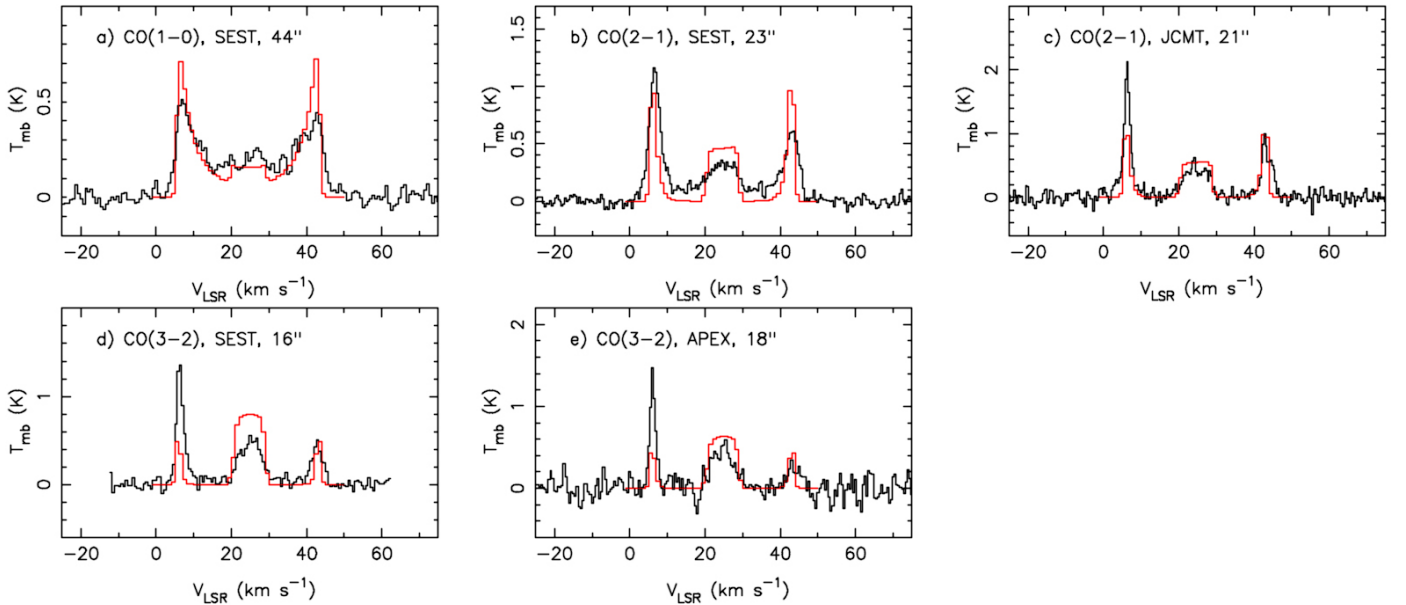 a) CO(1−0), SEST, 44"
T_mb (K)
0 0.5
−20 0 20 40 60
V_LSR (km s^−1)
b) CO(2−1), SEST, 23"
T_mb (K)
0 0.5 1 1.5
−20 0 20 40 60
V_LSR (km s^−1)
c) CO(2−1), JCMT, 21"
T_mb (K)
0 1 2
−20 0 20 40 60
V_LSR (km s^−1)
d) CO(3−2), SEST, 16"
T_mb (K)
0 1
−20 0 20 40 60
V_LSR (km s^−1)
e) CO(3−2), APEX, 18"
T_mb (K)
0 1 2
−20 0 20 40 60
V_LSR (km s^−1)